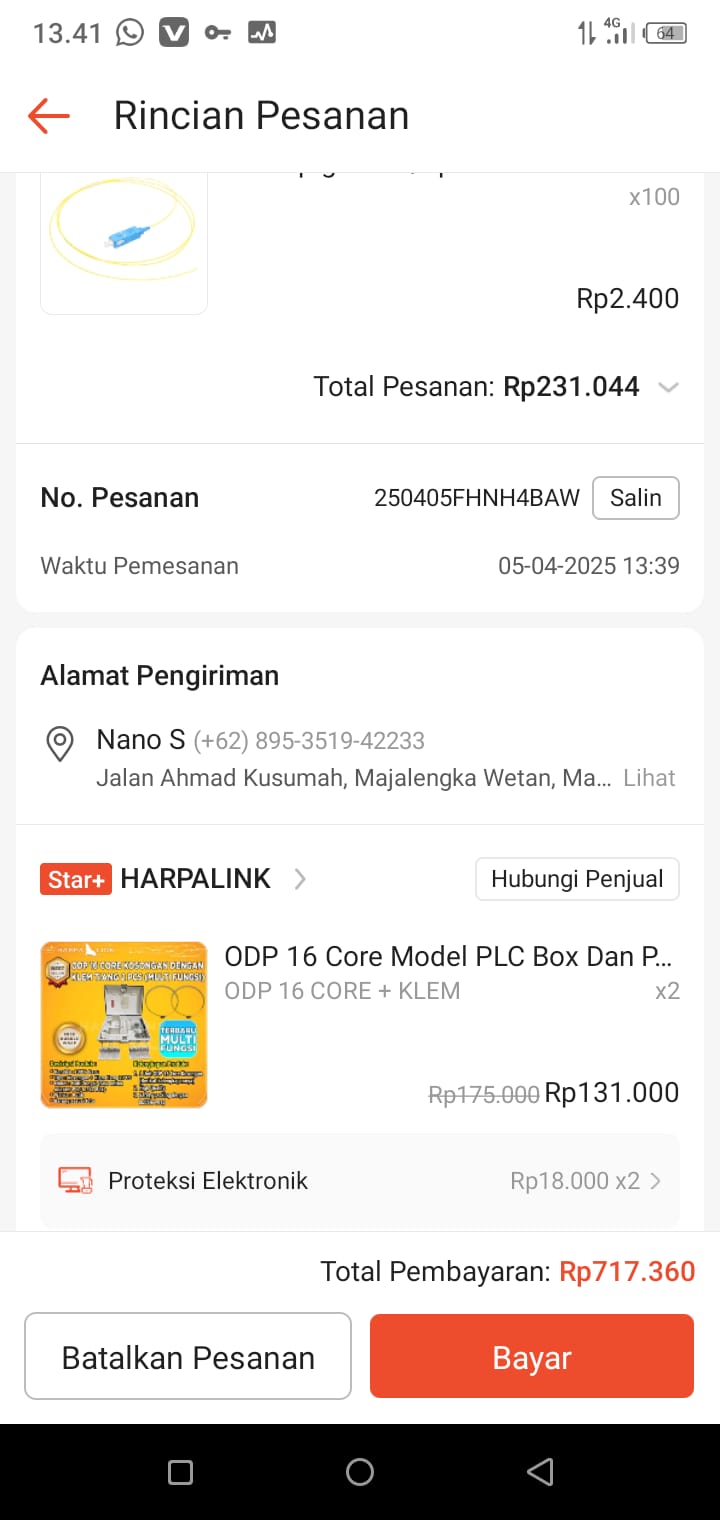 13.41
4G
64
Rincian Pesanan
x100
Rp2.400
Total Pesanan: Rp231.044
No. Pesanan 250405FHNH4BAW Salin
Waktu Pemesanan 05-04-2025 13:39
Alamat Pengiriman
Nano S (+62) 895-3519-42233
Jalan Ahmad Kusumah, Majalengka Wetan, Ma... Lihat
Star+ HARPALINK Hubungi Penjual
ODP 16 CORE KOSONGAN DENGAN
KLEM TIANG 2 PCS (MULTI FUNGSI)
TERBARU
MULTI
FUNGSI
ODP 16 Core Model PLC Box Dan P...
ODP 16 CORE + KLEM x2
Rp175.000 Rp131.000
Proteksi Elektronik Rp18.000 x2
Total Pembayaran: Rp717.360
Batalkan Pesanan Bayar